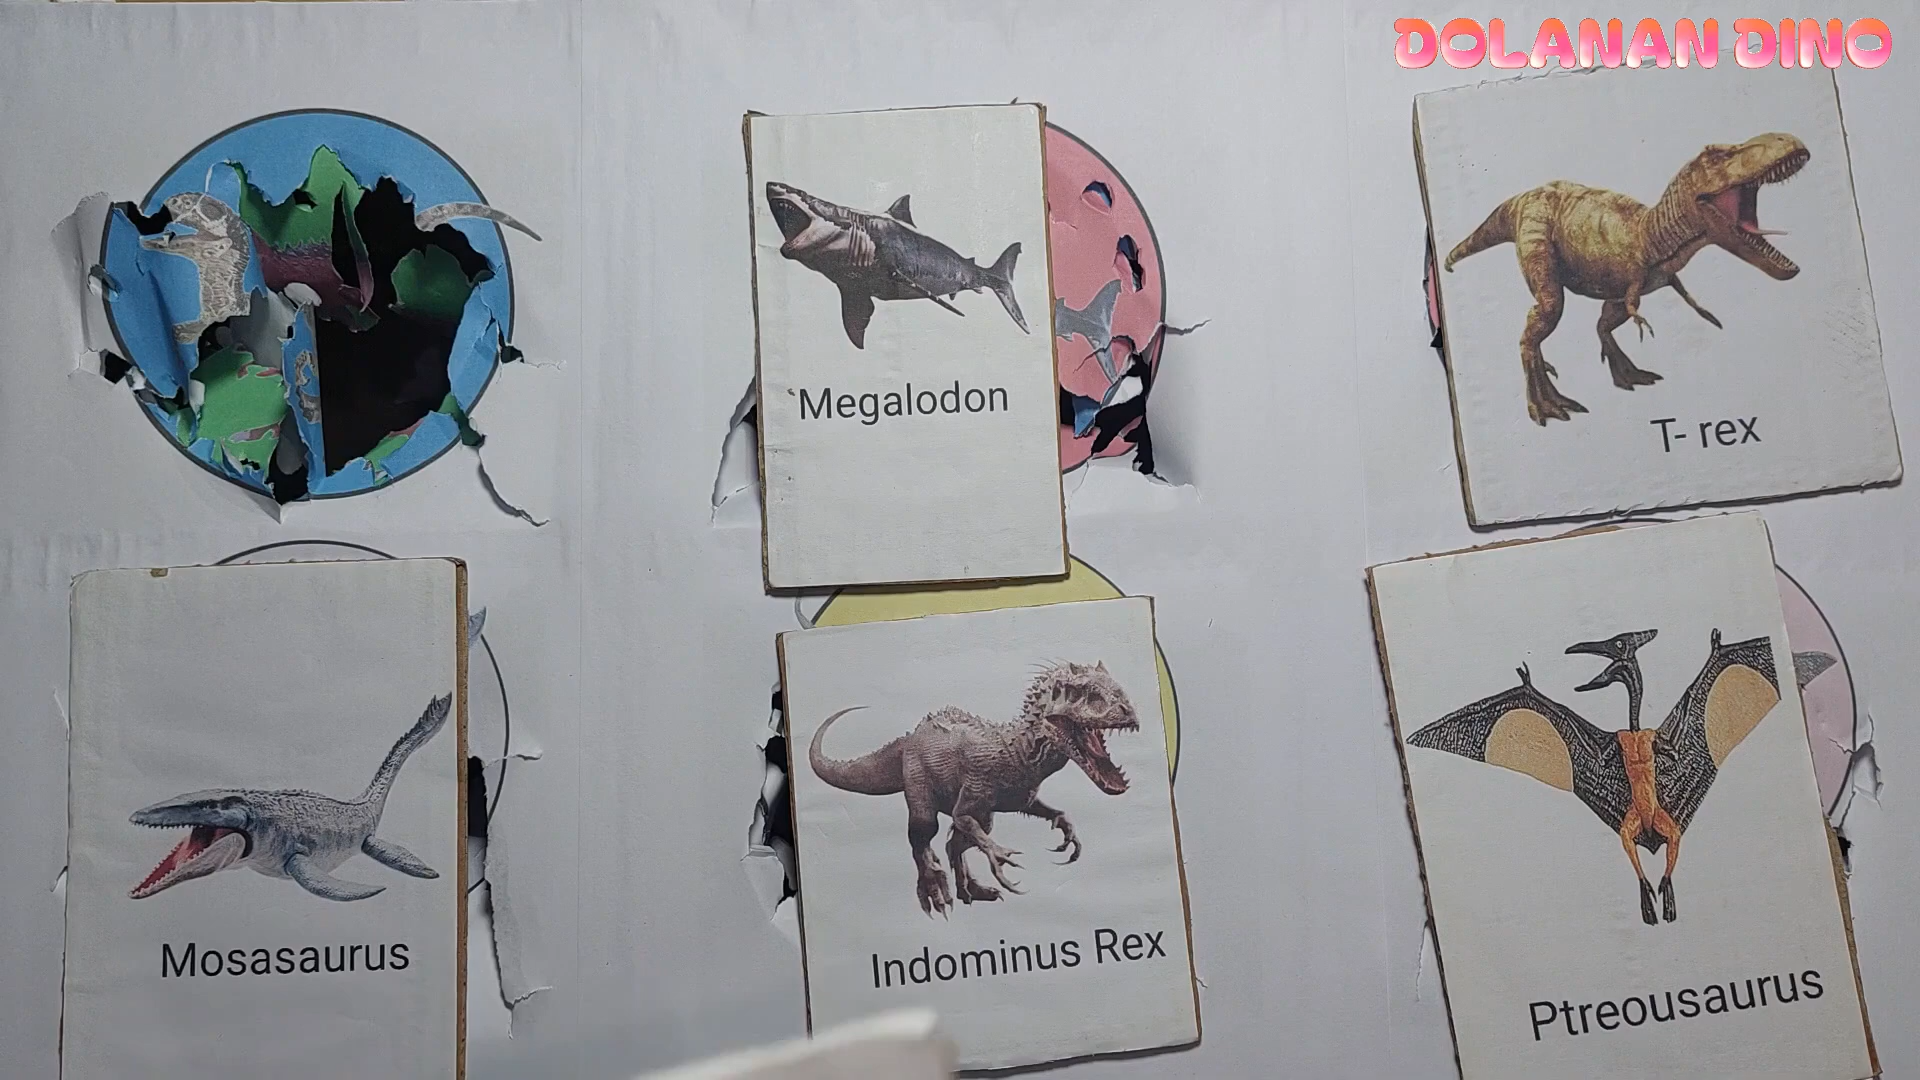 DOLANAN DINO
Megalodon
T- rex
Mosasaurus
Indominus Rex
Ptreousaurus